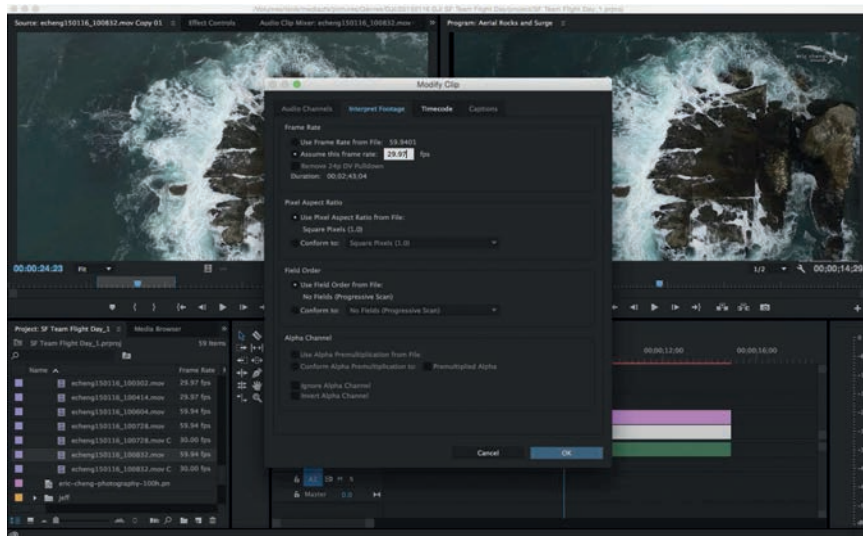 Source: echeng150116_100832.mov Copy 01
Effect Controls
Audio Clip Mixer: echeng150116_100832.mov
Program: Aerial Rocks and Surge
Modify Clip
Audio Channels
Interpret Footage
Timecode
Captions
Frame Rate
Use Frame Rate from File: 59.9401
Assume this frame rate: 29.97 fps
Remove 24p DV Pulldown
Duration: 00;02;43;04
Pixel Aspect Ratio
Use Pixel Aspect Ratio from File:
Square Pixels (1.0)
Conform to: Square Pixels (1.0)
Field Order
Use Field Order from File:
No Fields (Progressive Scan)
Conform to: No Fields (Progressive Scan)
Alpha Channel
Use Alpha Premultiplication from File
Conform Alpha Premultiplication to: Premultiplied Alpha
Ignore Alpha Channel
Invert Alpha Channel
Cancel
OK
00:00:24:23
Fit
1/2
00;00;14;29
Project: SF Team Flight Day_1
Media Browser
SF Team Flight Day_1.prproj
59 Items
Name
Frame Rate
echeng150116_100302.mov 29.97 fps
echeng150116_100414.mov 29.97 fps
echeng150116_100604.mov 59.94 fps
echeng150116_100728.mov 59.94 fps
echeng150116_100728.mov C 30.00 fps
echeng150116_100832.mov 59.94 fps
echeng150116_100832.mov C 30.00 fps
eric-cheng-photography-100h.pn
jeff
00;00;12;00
00;00;16;00
A3
M S
Master 0.0